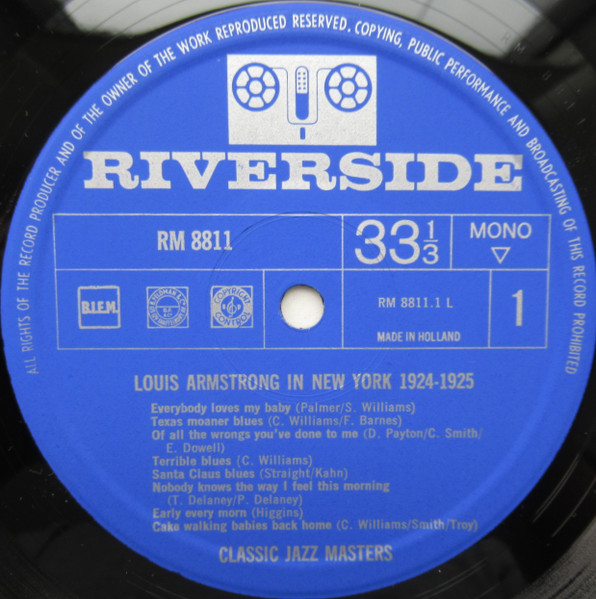 ALL RIGHTS OF THE RECORD PRODUCER AND OF THE OWNER OF THE WORK REPRODUCED RESERVED. COPYING, PUBLIC PERFORMANCE AND BROADCASTING OF THIS RECORD PROHIBITED
RIVERSIDE
RM 8811
33 1/3
MONO
B.I.E.M.
COPYRIGHT
RM 8811.1 L
MADE IN HOLLAND
1
LOUIS ARMSTRONG IN NEW YORK 1924-1925
Everybody loves my baby (Palmer/S. Williams)
Texas moaner blues (C. Williams/F. Barnes)
Of all the wrongs you've done to me (D. Payton/C. Smith/
E. Dowell)
Terrible blues (C. Williams)
Santa Claus blues (Straight/Kahn)
Nobody knows the way I feel this morning
(T. Delaney/P. Delaney)
Early every morn (Higgins)
Cake walking babies back home (C. Williams/Smith/Troy)
CLASSIC JAZZ MASTERS